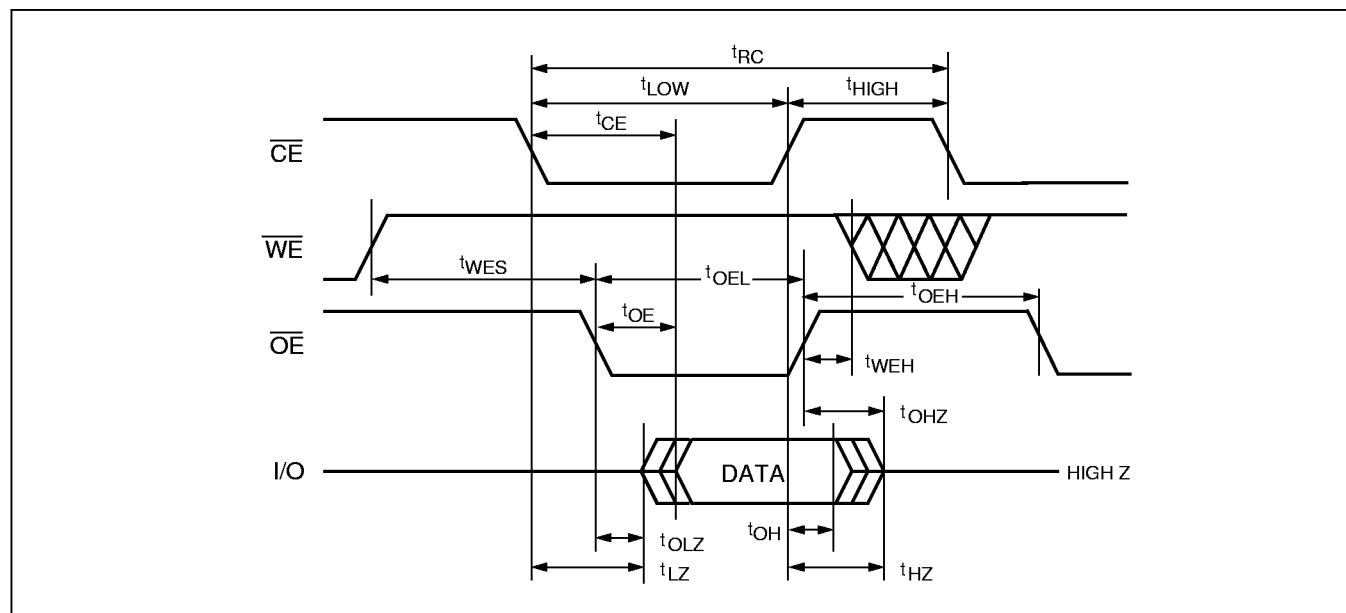 tRC
tLOW
tHIGH
tCE
CE
WE
tWES
tOEL
tOEH
tOE
OE
tWEH
tOHZ
I/O
DATA
HIGH Z
tOH
tOLZ
tLZ
tHZ